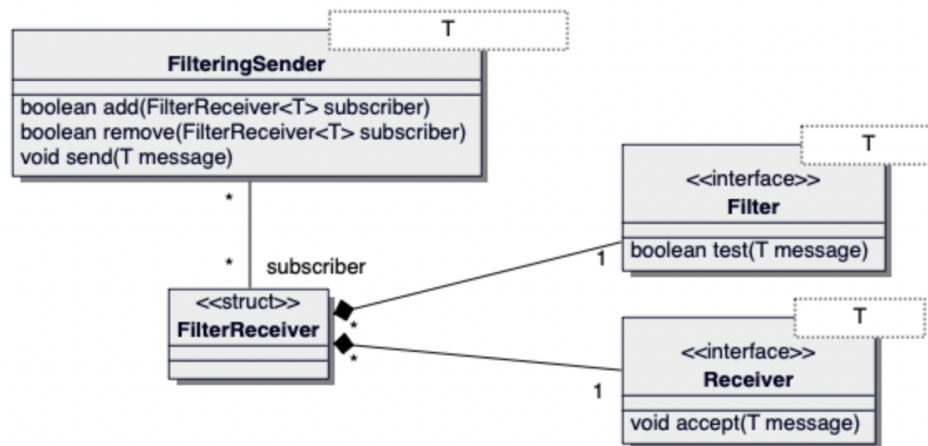 T
FilteringSender
boolean add(FilterReceiver<T> subscriber)
boolean remove(FilterReceiver<T> subscriber)
void send(T message)
*
*
subscriber
<<struct>>
FilterReceiver
*
*
T
<<interface>>
Filter
boolean test(T message)
1
T
<<interface>>
Receiver
void accept(T message)
1